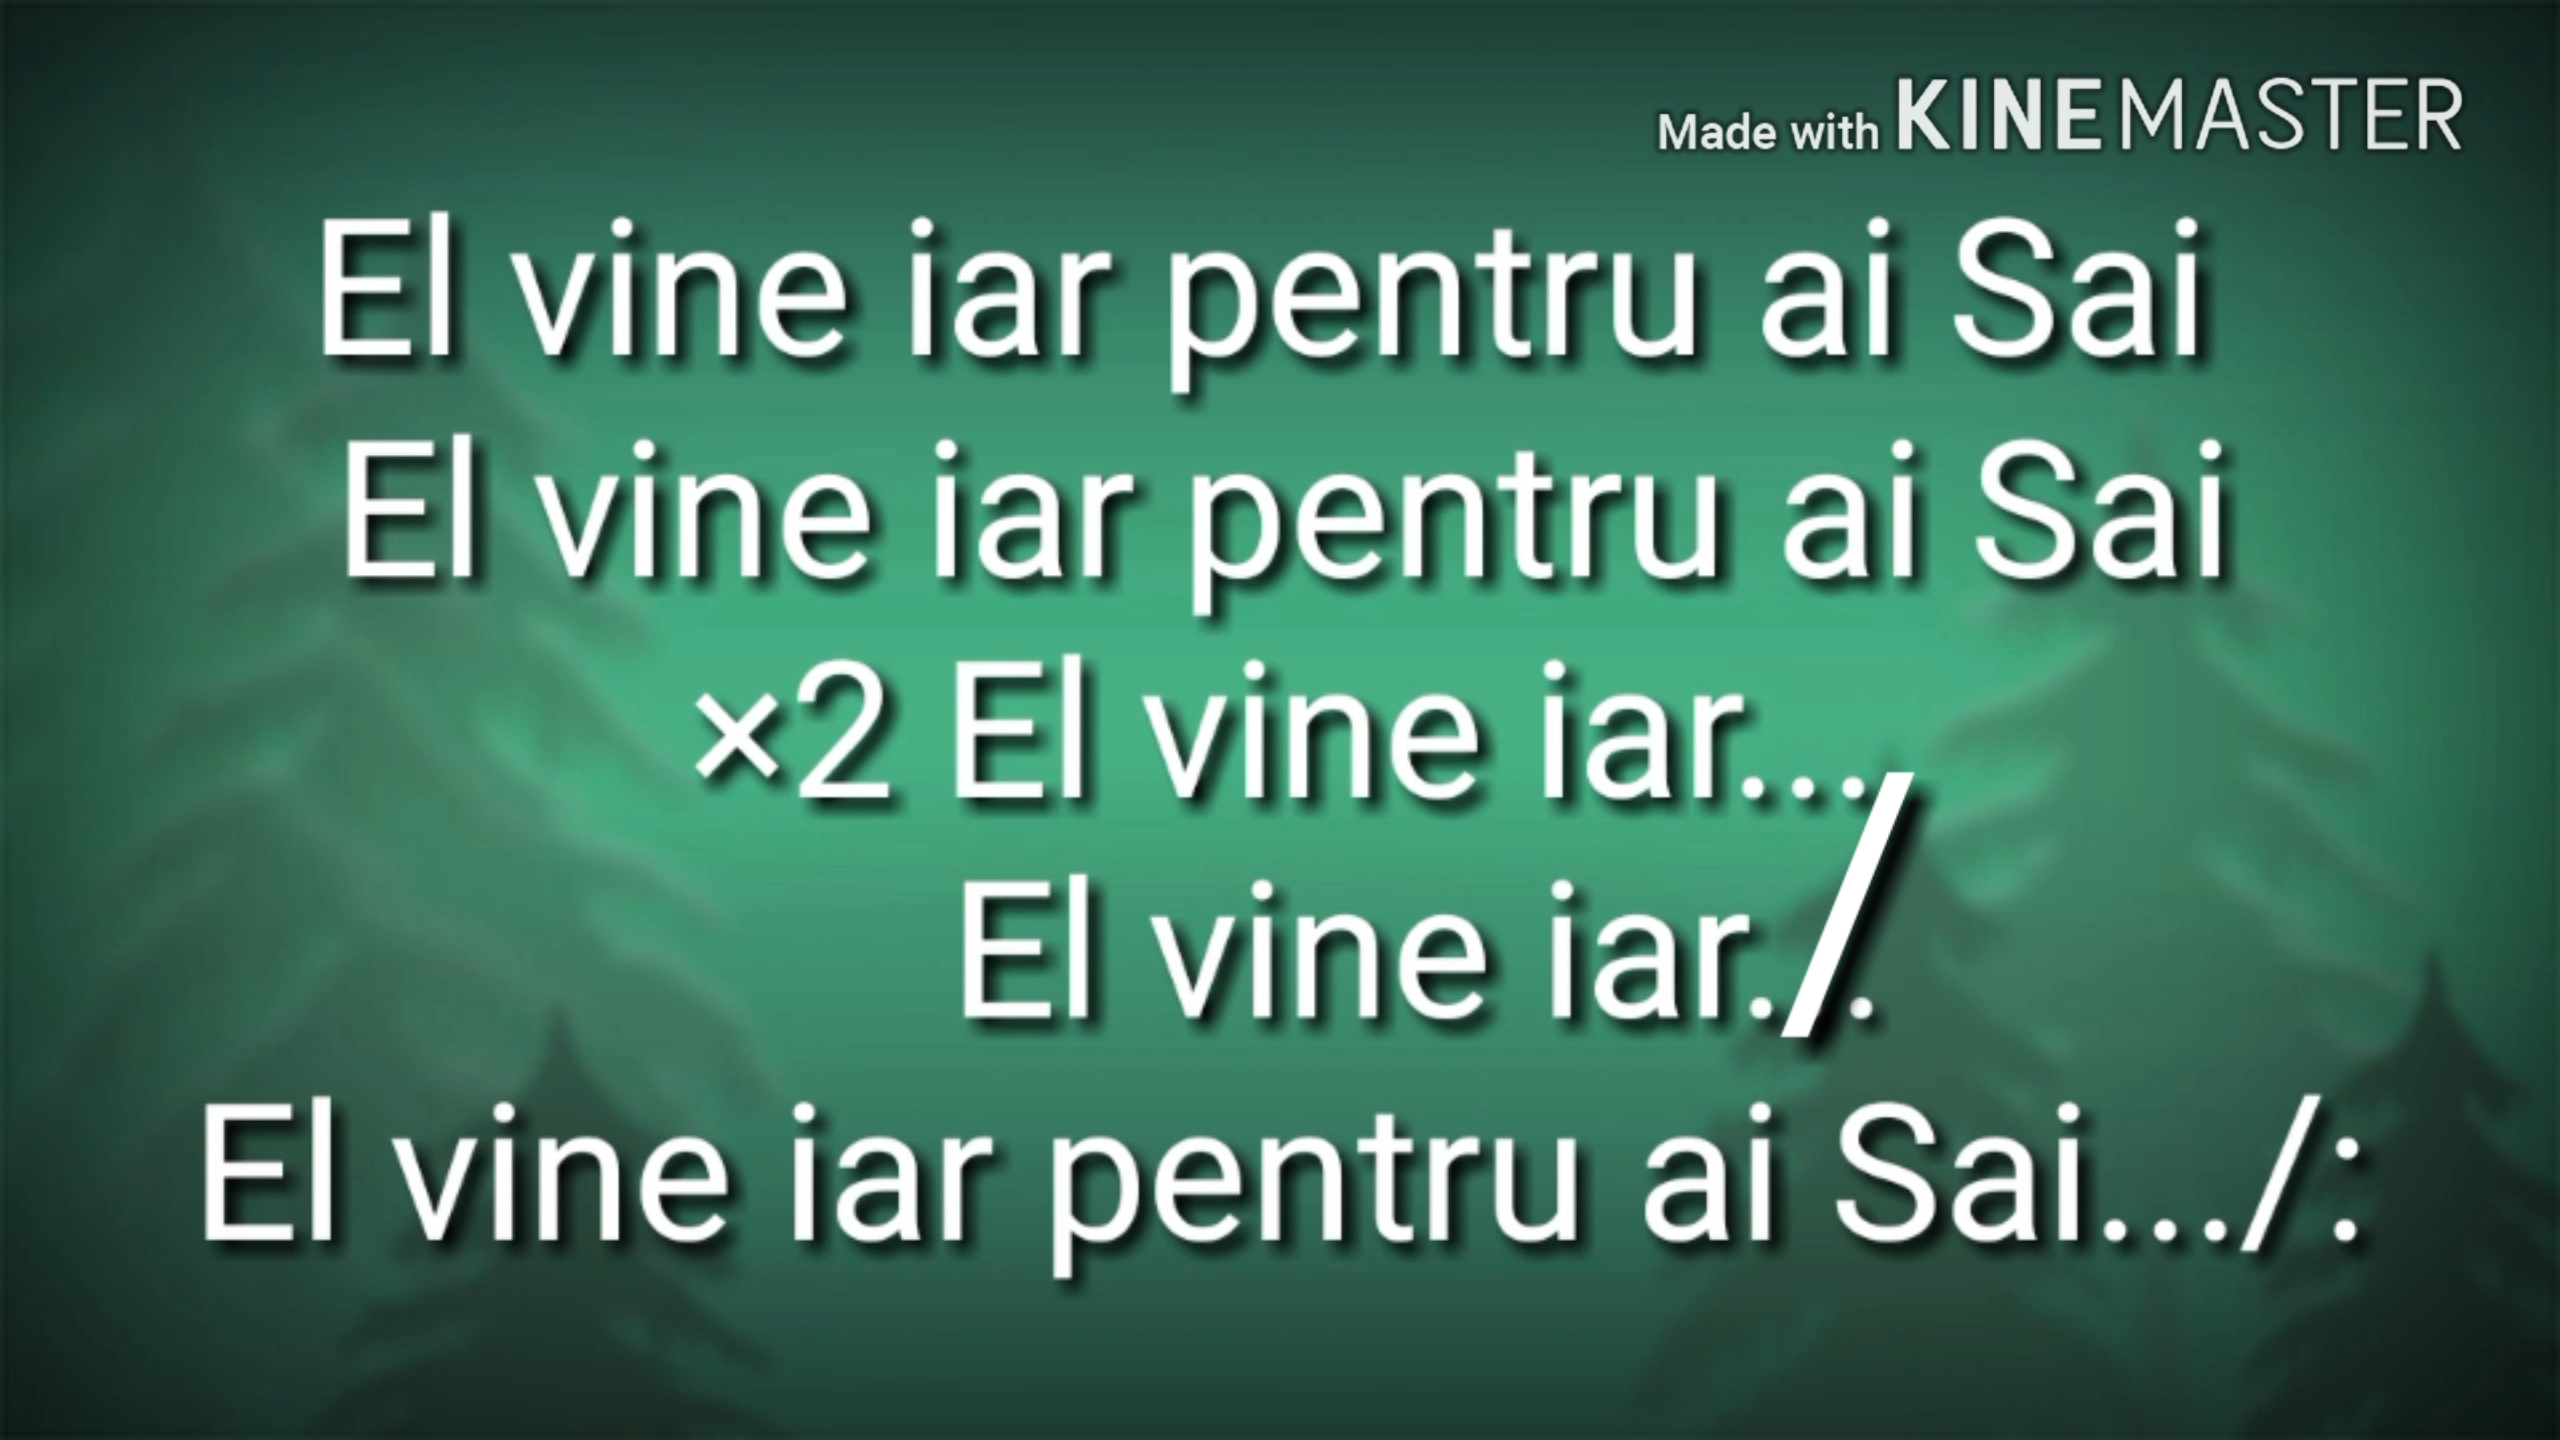 Made with KINEMASTER
El vine iar pentru ai Sai
El vine iar pentru ai Sai
×2 El vine iar...
/
El vine iar...
El vine iar pentru ai Sai.../: